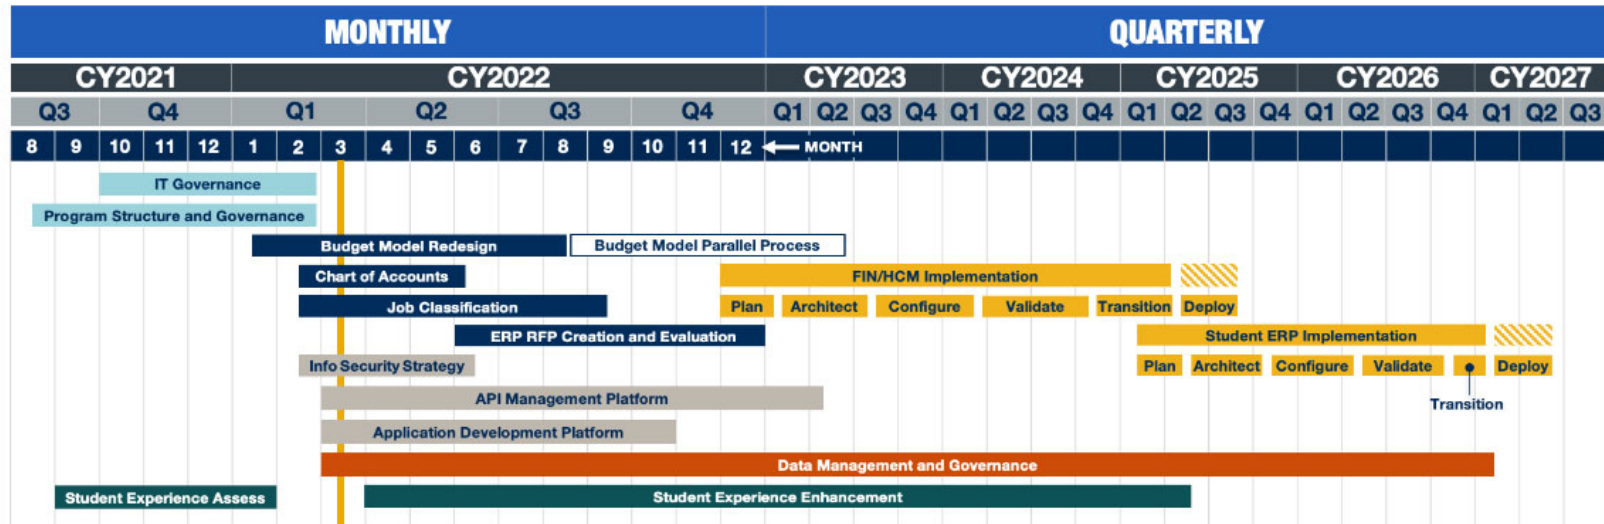 MONTHLY QUARTERLY
CY2021 CY2022 CY2023 CY2024 CY2025 CY2026 CY2027
Q3 Q4 Q1 Q2 Q3 Q4 Q1 Q2 Q3 Q4 Q1 Q2 Q3 Q4 Q1 Q2 Q3 Q4 Q1 Q2 Q3 Q4 Q1 Q2 Q3
8 9 10 11 12 1 2 3 4 5 6 7 8 9 10 11 12 MONTH
IT Governance
Program Structure and Governance
Budget Model Redesign Budget Model Parallel Process
Chart of Accounts FIN/HCM Implementation
Job Classification Plan Architect Configure Validate Transition Deploy
ERP RFP Creation and Evaluation Student ERP Implementation
Info Security Strategy Plan Architect Configure Validate Deploy
API Management Platform Transition
Application Development Platform
Data Management and Governance
Student Experience Assess Student Experience Enhancement